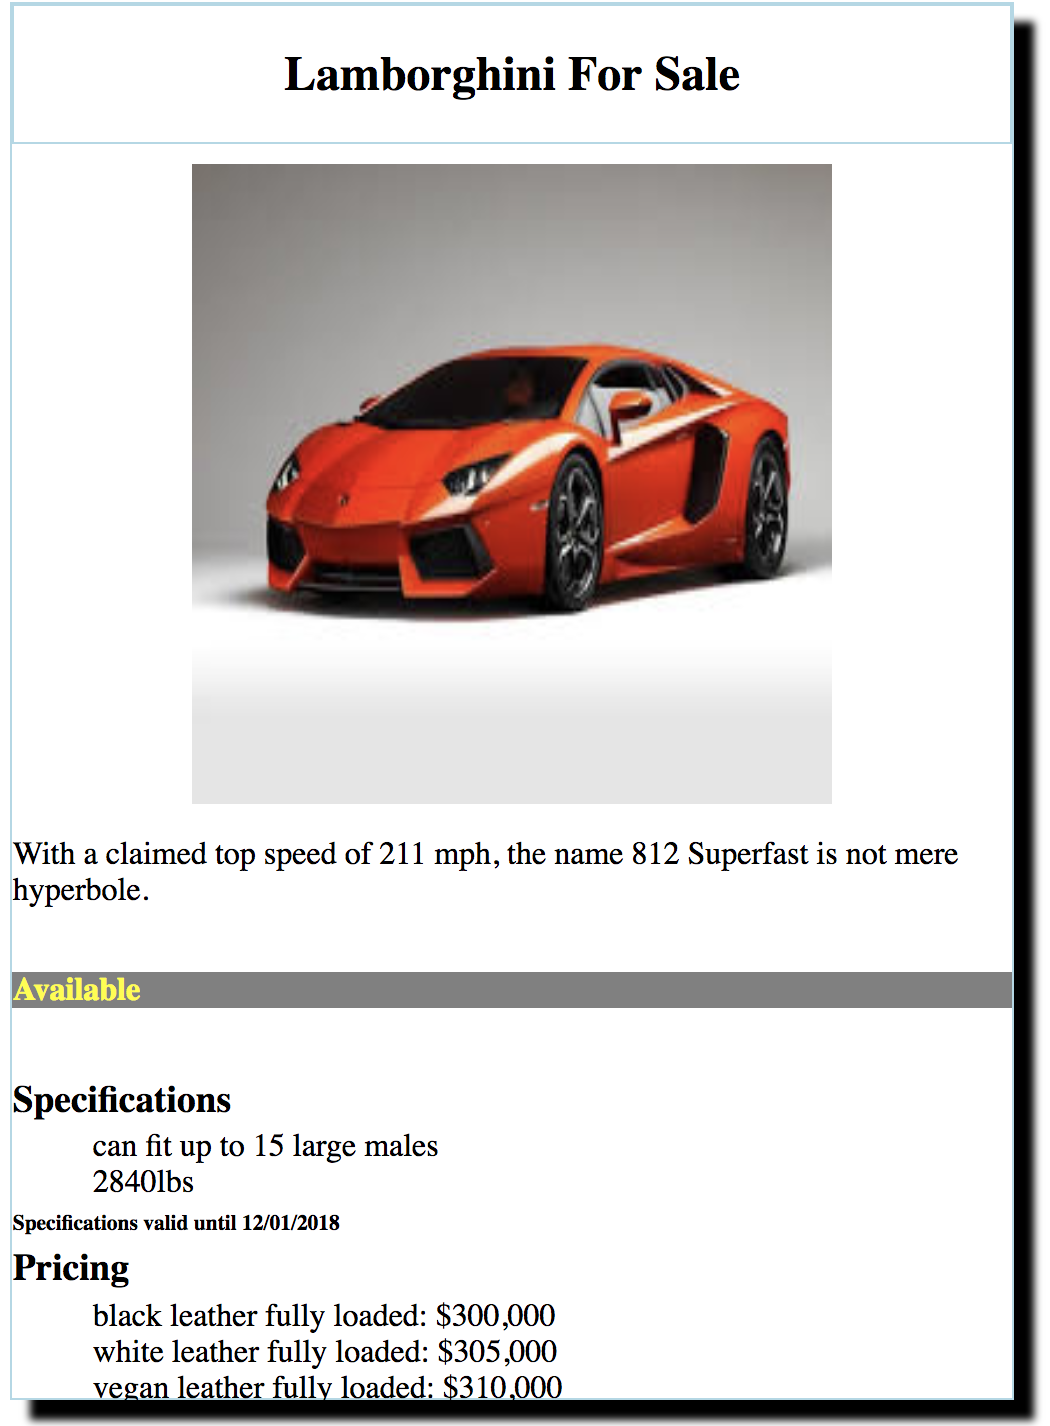 Lamborghini For Sale
With a claimed top speed of 211 mph, the name 812 Superfast is not mere
hyperbole.
Available
Specifications
can fit up to 15 large males
2840lbs
Specifications valid until 12/01/2018
Pricing
black leather fully loaded: $300,000
white leather fully loaded: $305,000
vegan leather fully loaded: $310,000